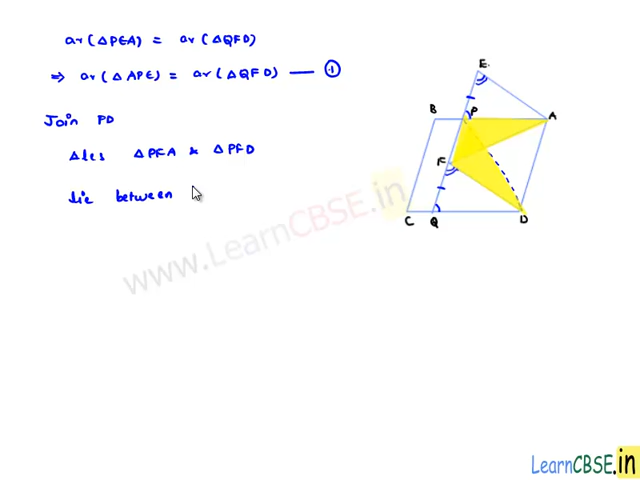 ar(ΔPEA) = ar(ΔQFD)
⇒ ar(ΔAPE) = ar(ΔQFD) — ①
Join PD
Δles ΔPFA & ΔPFD
lie between
E
B P A
F
C Q D
www.LearnCBSE.in
LearnCBSE.in